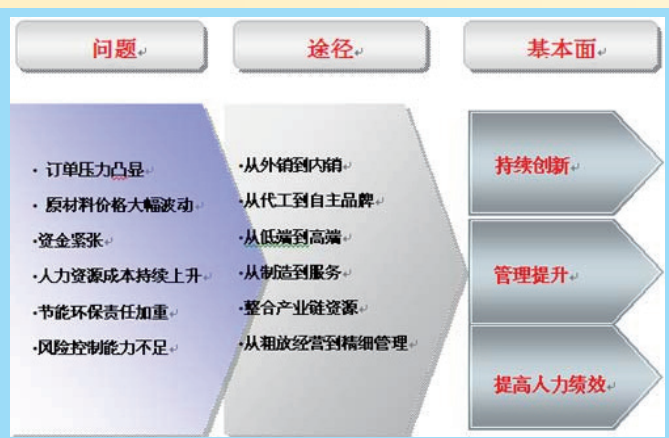 问题
途径
基本面
· 订单压力凸显
· 原材料价格大幅波动
·资金紧张
·人力资源成本持续上升
·节能环保责任加重
·风险控制能力不足
·从外销到内销
·从代工到自主品牌
·从低端到高端
·从制造到服务
·整合产业链资源
·从粗放经营到精细管理
持续创新
管理提升
提高人力绩效